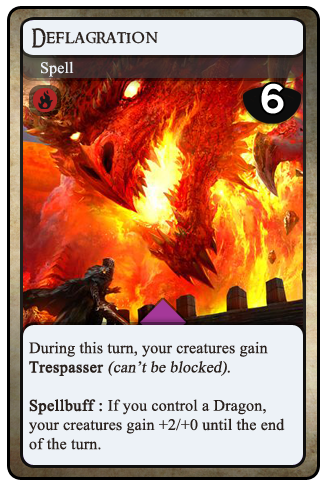 Deflagration
Spell
6
During this turn, your creatures gain
Trespasser (can't be blocked).
Spellbuff : If you control a Dragon,
your creatures gain +2/+0 until the end
of the turn.